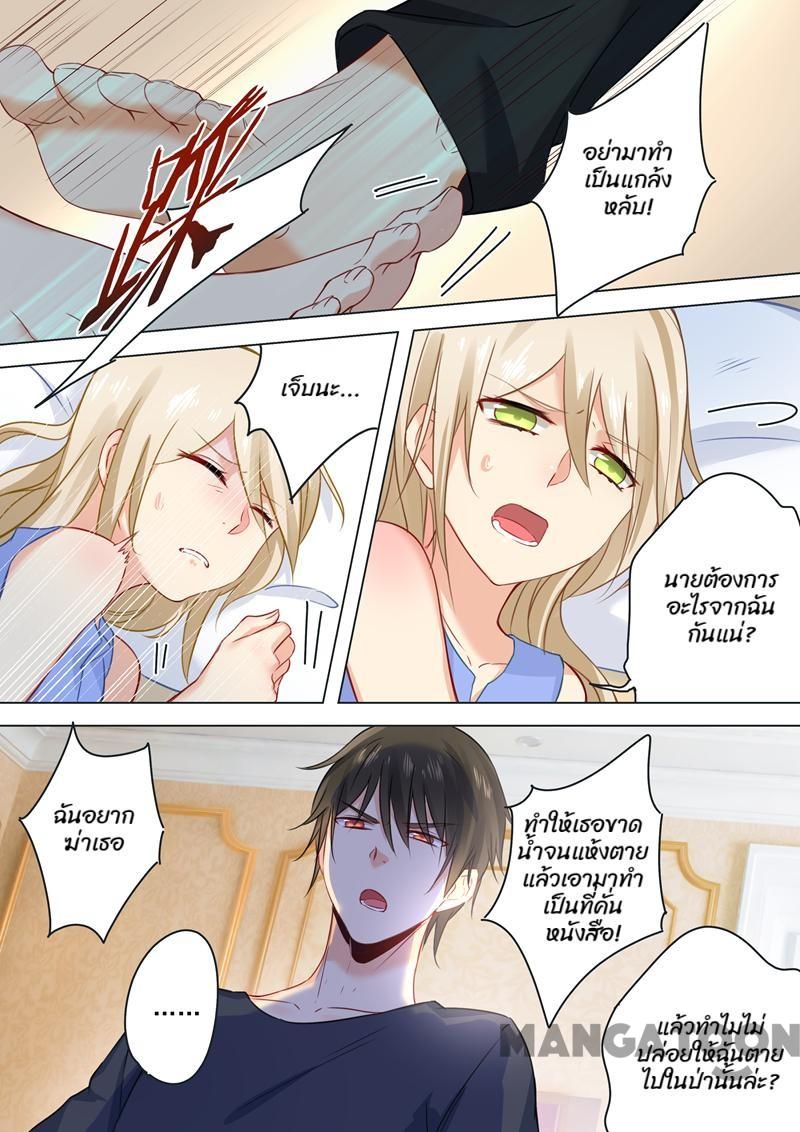 อย่ามาทำ
เป็นแกล้ง
หลับ!
踩
เจ็บนะ...
นายต้องการ
อะไรจากฉัน
กันแน่?
ฉันอยาก
ฆ่าเธอ
ทำให้เธอขาด
น้ำจนแห้งตาย
แล้วเอามาทำ
เป็นที่คั่น
หนังสือ!
.......
แล้วทำไมไม่
ปล่อยให้ฉันตาย
ไปในป่านั้นล่ะ?
MANGATOON